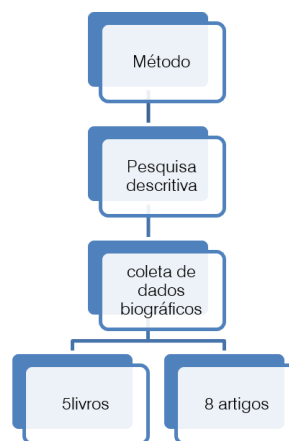 Método
Pesquisa
descritiva
coleta de
dados
biográficos
5livros
8 artigos